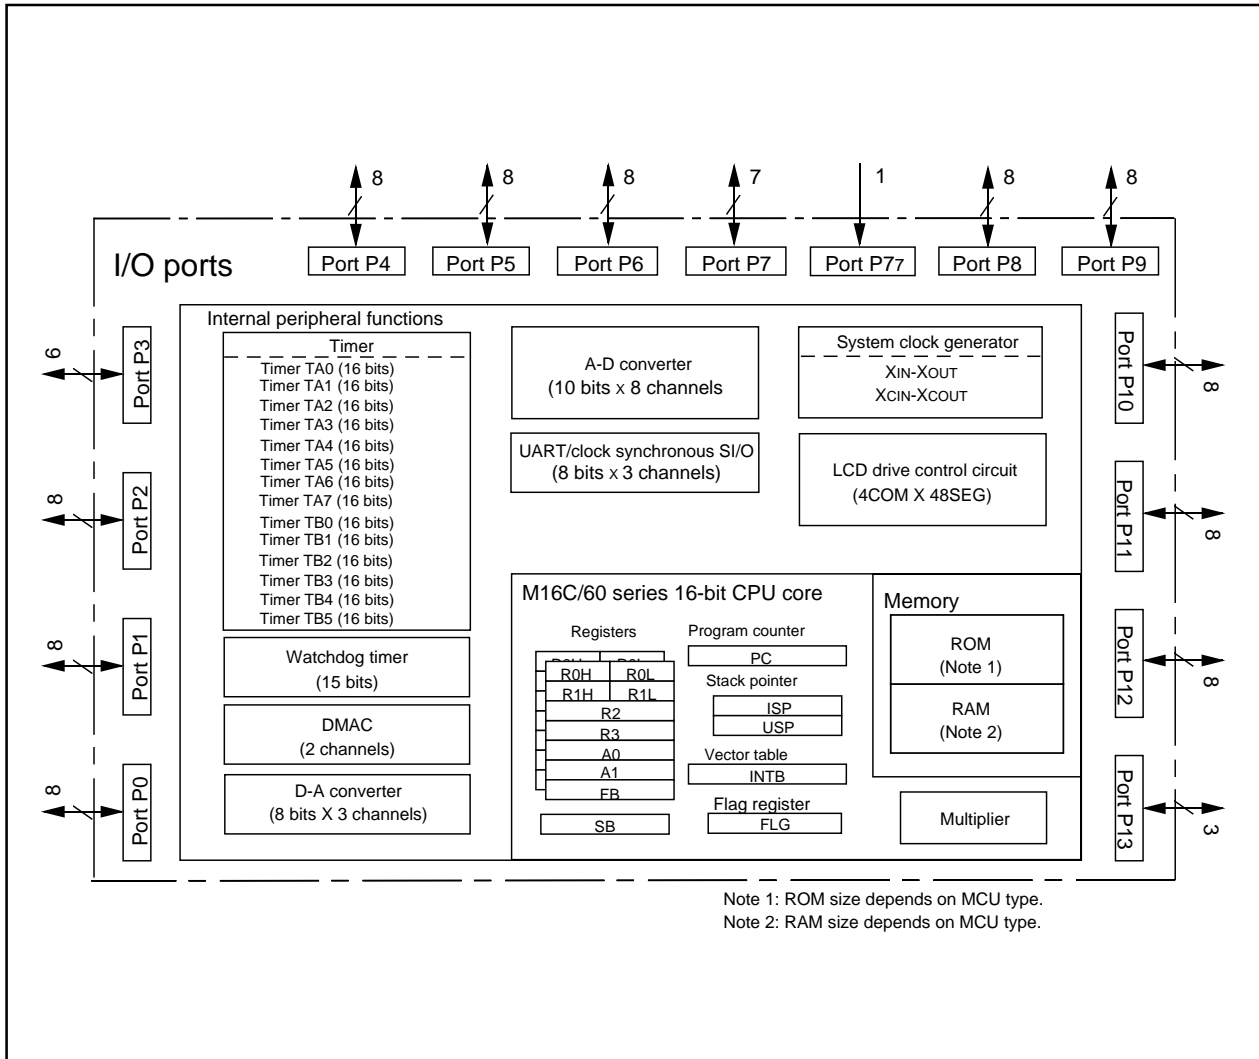 8
8
8
7
1
8
8
I/O ports
Port P4
Port P5
Port P6
Port P7
Port P77
Port P8
Port P9
6
Port P3
8
Port P2
8
Port P1
8
Port P0
Internal peripheral functions
Timer
Timer TA0 (16 bits)
Timer TA1 (16 bits)
Timer TA2 (16 bits)
Timer TA3 (16 bits)
Timer TA4 (16 bits)
Timer TA5 (16 bits)
Timer TA6 (16 bits)
Timer TA7 (16 bits)
Timer TB0 (16 bits)
Timer TB1 (16 bits)
Timer TB2 (16 bits)
Timer TB3 (16 bits)
Timer TB4 (16 bits)
Timer TB5 (16 bits)
Watchdog timer
(15 bits)
DMAC
(2 channels)
D-A converter
(8 bits X 3 channels)
A-D converter
(10 bits x 8 channels
UART/clock synchronous SI/O
(8 bits x 3 channels)
System clock generator
XIN-XOUT
XCIN-XCOUT
LCD drive control circuit
(4COM X 48SEG)
M16C/60 series 16-bit CPU core
Registers
R0H R0L
R0H R0L
R1H R1L
R2
R3
A0
A1
FB
SB
Program counter
PC
Stack pointer
ISP
USP
Vector table
INTB
Flag register
FLG
Memory
ROM
(Note 1)
RAM
(Note 2)
Multiplier
Port P10
8
Port P11
8
Port P12
8
Port P13
3
Note 1: ROM size depends on MCU type.
Note 2: RAM size depends on MCU type.